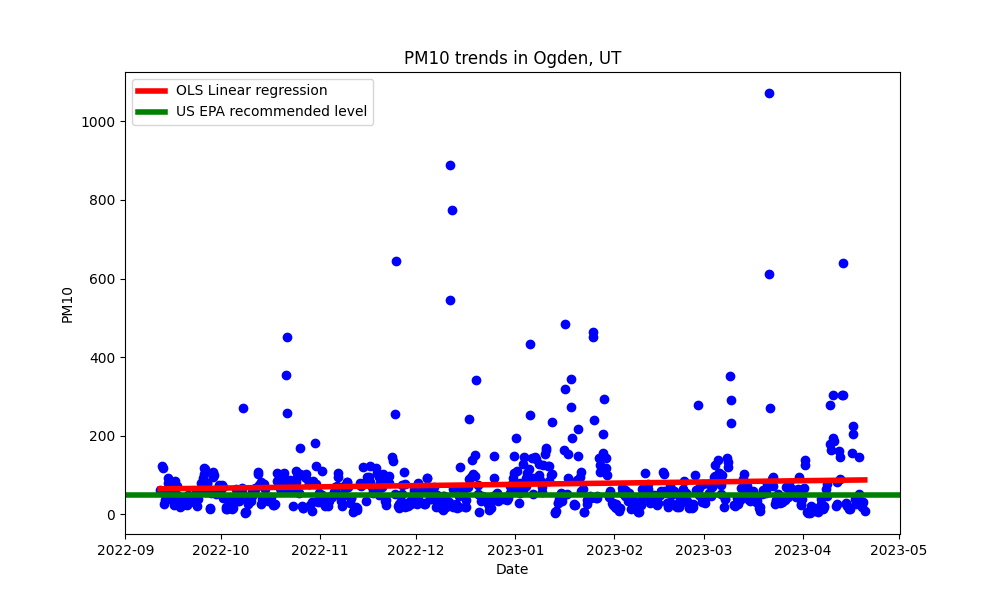 PM10 trends in Ogden, UT
OLS Linear regression
US EPA recommended level
1000
800
600
400
200
0
PM10
2022-09 2022-10 2022-11 2022-12 2023-01 2023-02 2023-03 2023-04 2023-05
Date